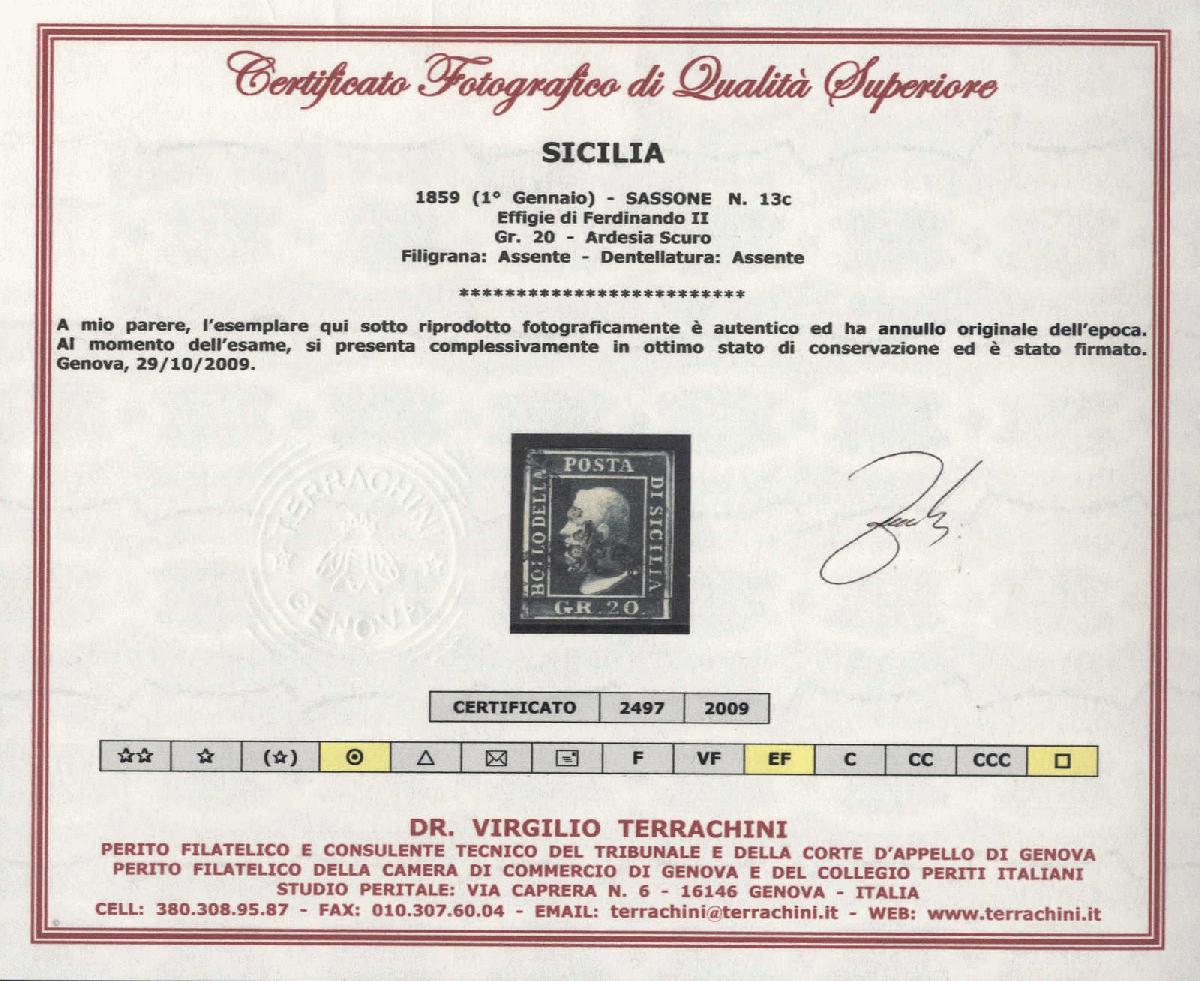 Certificato Fotografico di Qualità Superiore
SICILIA
1859 (1° Gennaio) - SASSONE N. 13c
Effigie di Ferdinando II
Gr. 20 - Ardesia Scuro
Filigrana: Assente - Dentellatura: Assente
*************************
A mio parere, l'esemplare qui sotto riprodotto fotograficamente è autentico ed ha annullo originale dell'epoca.
Al momento dell'esame, si presenta complessivamente in ottimo stato di conservazione ed è stato firmato.
Genova, 29/10/2009.
TERRACHINI
GENOVA
POSTA
BOLLO DELLA
DI SICILIA
GR. 20.
CERTIFICATO 2497 2009
☆☆ ☆ (☆) ⊙ △ ✉ F VF EF C CC CCC □
DR. VIRGILIO TERRACHINI
PERITO FILATELICO E CONSULENTE TECNICO DEL TRIBUNALE E DELLA CORTE D'APPELLO DI GENOVA
PERITO FILATELICO DELLA CAMERA DI COMMERCIO DI GENOVA E DEL COLLEGIO PERITI ITALIANI
STUDIO PERITALE: VIA CAPRERA N. 6 - 16146 GENOVA - ITALIA
CELL: 380.308.95.87 - FAX: 010.307.60.04 - EMAIL: terrachini@terrachini.it - WEB: www.terrachini.it